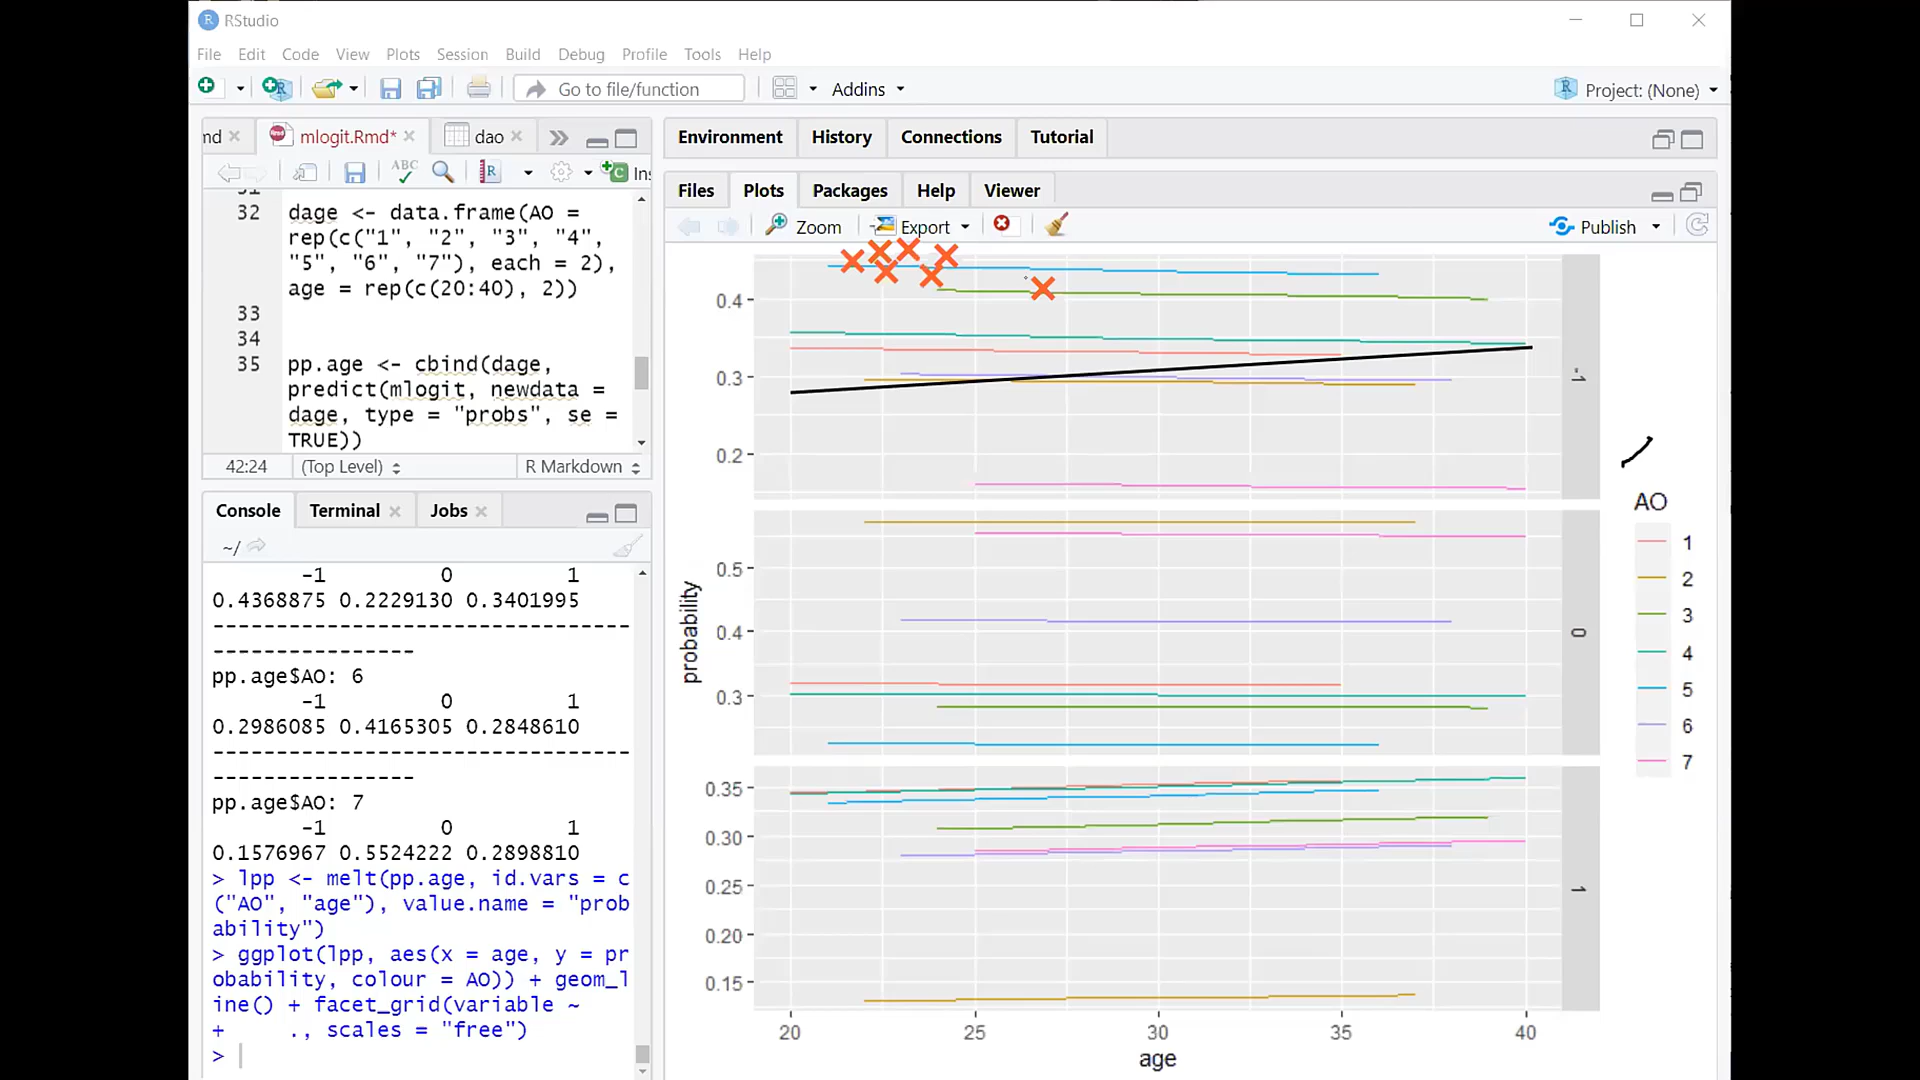 RStudio
File Edit Code View Plots Session Build Debug Profile Tools Help
Go to file/function Addins Project: (None)
md mlogit.Rmd* dao
ABC Ins
31
32 dage <- data.frame(AO =
rep(c("1", "2", "3", "4",
"5", "6", "7"), each = 2),
age = rep(c(20:40), 2))
33
34
35 pp.age <- cbind(dage,
predict(mlogit, newdata =
dage, type = "probs", se =
TRUE))
42:24 (Top Level) R Markdown
Console Terminal Jobs
~/
-1 0 1
0.4368875 0.2229130 0.3401995
---------------------------------
----------------
pp.age$AO: 6
-1 0 1
0.2986085 0.4165305 0.2848610
---------------------------------
----------------
pp.age$AO: 7
-1 0 1
0.1576967 0.5524222 0.2898810
> lpp <- melt(pp.age, id.vars = c
("AO", "age"), value.name = "prob
ability")
> ggplot(lpp, aes(x = age, y = pr
obability, colour = AO)) + geom_l
ine() + facet_grid(variable ~
+ ., scales = "free")
>
Environment History Connections Tutorial
Files Plots Packages Help Viewer
Zoom Export Publish
0.4
0.3
0.2
-1
0.5
0.4
0.3
0
0.35
0.30
0.25
0.20
0.15
1
probability
20 25 30 35 40
age
AO
1
2
3
4
5
6
7